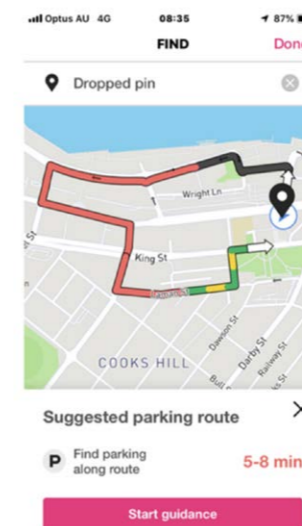 Optus AU 4G 08:35 87%
FIND Done
Dropped pin
Wright Ln
King St
COOKS HILL
Dawson St
Darby St
Railway St
Suggested parking route
P Find parking
along route
5-8 min
Start guidance